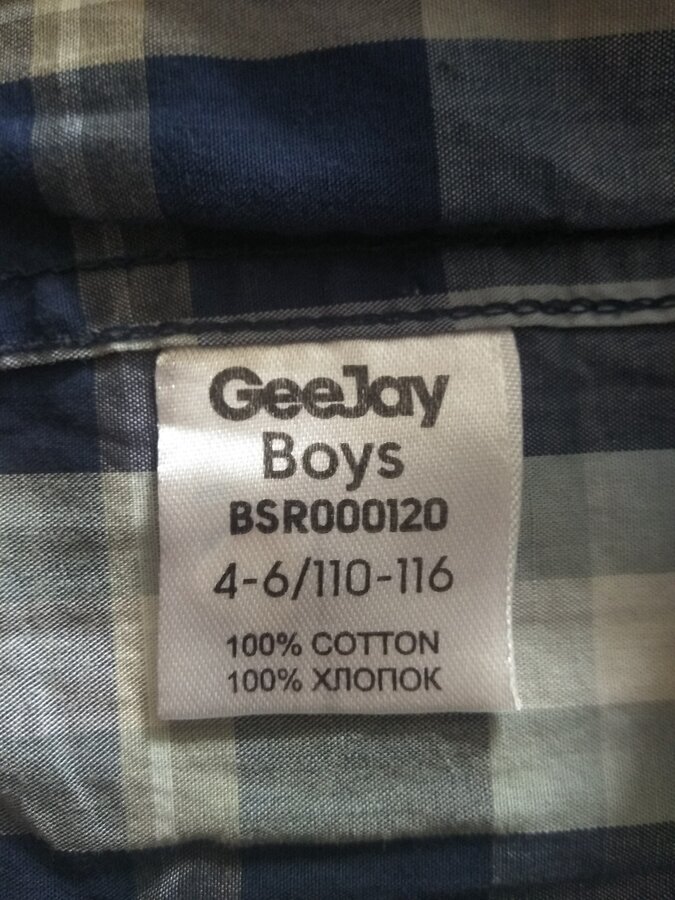 GeeJay
Boys
BSR000120
4-6/110-116
100% COTTON
100% ХЛОПОК